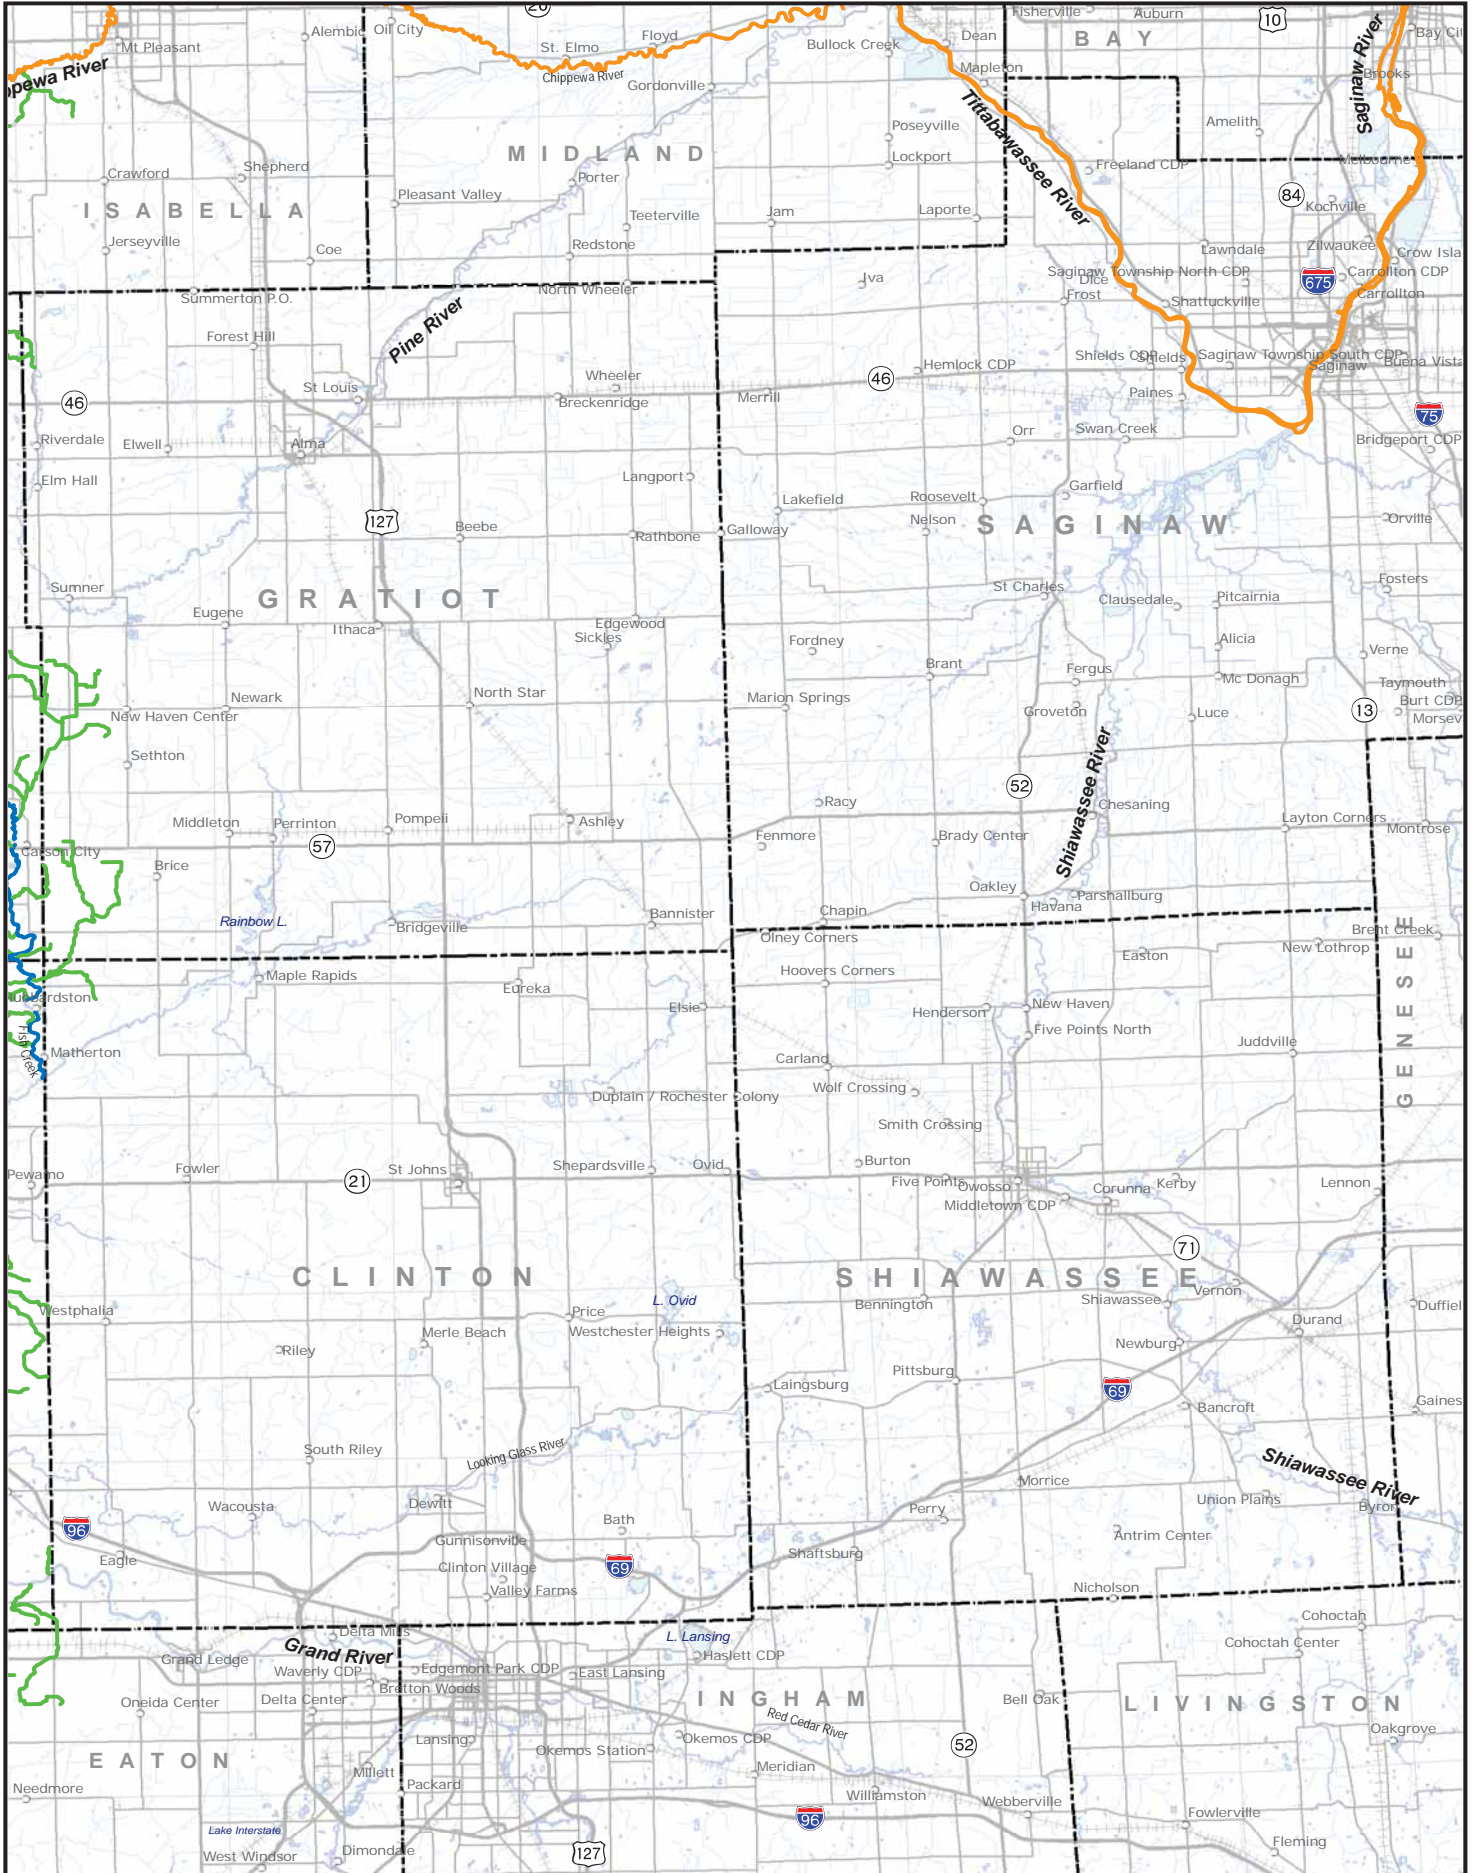 20
Fisherville
Auburn
10
Alembic
Oil City
Floyd
Dean
BAY
Saginaw River
Mt Pleasant
St. Elmo
Bullock Creek
Chippewa River
Gordonville
Mapleton
Brooks
Poseyville
Amelith
MIDLAND
Lockport
Tittabawassee River
Freeland CDP
Melbourne
Crawford
Shepherd
Porter
84
Kochville
ISABELLA
Pleasant Valley
Teeterville
Jam
Laporte
Jerseyville
Coe
Redstone
Lawndale
Zilwaukee
Iva
Saginaw Township North CDP
Dice
675
Carrollton CDP
Summerton P.O.
North Wheeler
Frost
Shattuckville
Carrollton
Forest Hill
Pine River
Shields CDP
Shields
Saginaw Township South CDP
Saginaw
Buena Vista
St Louis
Wheeler
46
Hemlock CDP
46
Breckenridge
Merrill
Paines
75
Riverdale
Elwell
Alma
Orr
Swan Creek
Bridgeport CDP
Elm Hall
Langport
Lakefield
Roosevelt
Garfield
127
Beebe
Rathbone
Galloway
Nelson
SAGINAW
Orville
Sumner
GRATIOT
St Charles
Clausedale
Pitcairnia
Fosters
Eugene
Ithaca
Edgewood
Sickles
Fordney
Alicia
Verne
Brant
Fergus
Mc Donagh
Taymouth
Newark
North Star
Marion Springs
Groveton
Luce
13
Burt CDP
New Haven Center
Sethton
52
Shiawassee River
Racy
Chesaning
Middleton
Perrinton
Pompeii
Ashley
Fenmore
Brady Center
Layton Corners
Montrose
57
Carson City
Brice
Oakley
Havana
Parshallburg
Rainbow L.
Bridgeville
Bannister
Chapin
Olney Corners
Brent Creek
New Lothrop
GENESEE
Maple Rapids
Eureka
Hoovers Corners
Easton
Elsie
Henderson
New Haven
Five Points North
Fish Creek
Matherton
Carland
Juddville
Duplain / Rochester Colony
Wolf Crossing
Smith Crossing
Pewamo
Fowler
21
St Johns
Shepardsville
Ovid
Burton
Five Points
Owosso
Middletown CDP
Corunna
Kerby
Lennon
71
CLINTON
SHIAWASSEE
Westphalia
L. Ovid
Bennington
Shiawassee
Vernon
Price
Merle Beach
Westchester Heights
Durand
Riley
Newburg
Laingsburg
Pittsburg
69
Bancroft
South Riley
Looking Glass River
Shiawassee River
Morrice
Wacousta
Dewitt
Perry
Union Plains
Byron
96
Bath
Gunnisonville
Antrim Center
Eagle
Clinton Village
69
Shaftsburg
Valley Farms
Nicholson
Cohoctah
Delta Mills
L. Lansing
Cohoctah Center
Grand River
Grand Ledge
Waverly CDP
Edgemont Park CDP
East Lansing
Haslett CDP
Oneida Center
Delta Center
Bretton Woods
INGHAM
Bell Oak
LIVINGSTON
Red Cedar River
Lansing
Okemos Station
Okemos CDP
52
Oakgrove
EATON
Millett
Meridian
Needmore
Packard
Williamston
Webberville
96
Fowlerville
Lake Interstate
West Windsor
Dimondale
127
Fleming